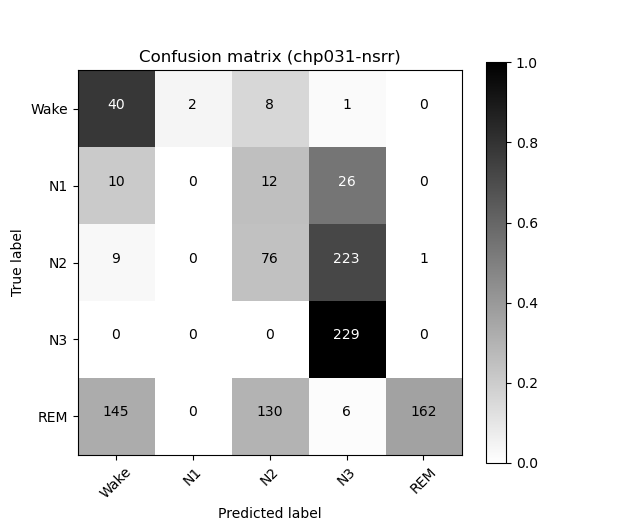 Confusion matrix (chp031-nsrr)
True label
Wake 40 2 8 1 0
N1 10 0 12 26 0
N2 9 0 76 223 1
N3 0 0 0 229 0
REM 145 0 130 6 162
Wake N1 N2 N3 REM
Predicted label
1.0
0.8
0.6
0.4
0.2
0.0